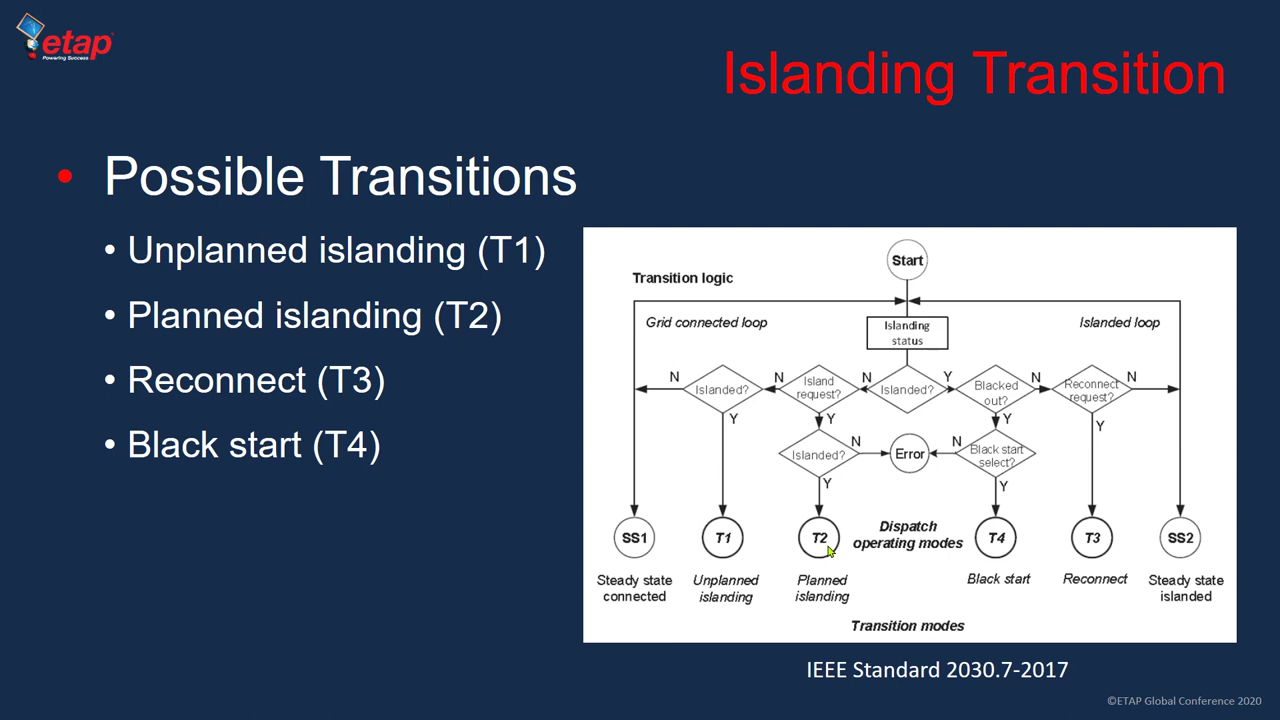 etap
Powering Success
Islanding Transition
• Possible Transitions
• Unplanned islanding (T1)
• Planned islanding (T2)
• Reconnect (T3)
• Black start (T4)
Start
Transition logic
Grid connected loop
Islanding
status
Islanded loop
N
Islanded?
N
Island
request?
N
Islanded?
Y
Blacked
out?
N
Reconnect
request?
N
Y
Y
Y
Y
Islanded?
N
Error
N
Black start
select?
Y
Y
SS1
T1
T2
Dispatch
operating modes
T4
T3
SS2
Steady state
connected
Unplanned
islanding
Planned
islanding
Black start
Reconnect
Steady state
islanded
Transition modes
IEEE Standard 2030.7-2017
©ETAP Global Conference 2020